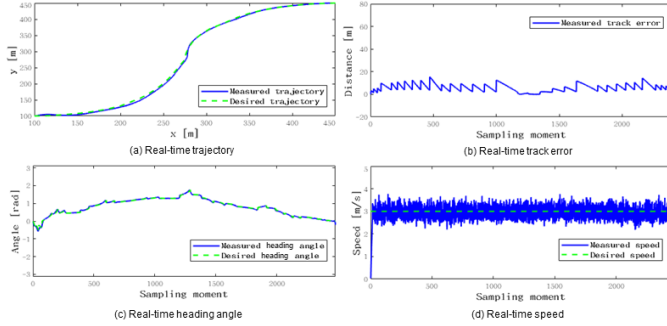 450
400
350
300
250
200
150
100
y [m]
Measured trajectory
Desired trajectory
100 150 200 250 300 350 400 450
x [m]
(a) Real-time trajectory
80
60
40
20
0
-20
Distance [m]
Measured track error
0 500 1000 1500 2000
Sampling moment
(b) Real-time track error
3
2
1
0
-1
-2
-3
Angle [rad]
Measured heading angle
Desired heading angle
0 500 1000 1500 2000 2500
Sampling moment
(c) Real-time heading angle
5
4
3
2
1
0
Speed [m/s]
Measured speed
Desired speed
0 500 1000 1500 2000
Sampling moment
(d) Real-time speed